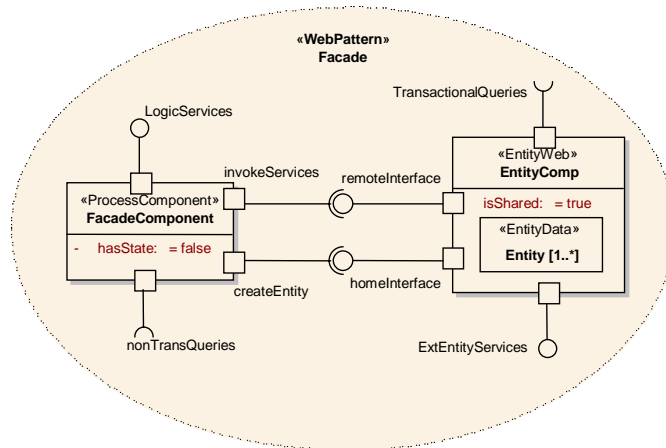 «WebPattern»
Facade
TransactionalQueries
LogicServices
invokeServices
remoteInterface
«EntityWeb»
EntityComp
«ProcessComponent»
FacadeComponent
isShared: = true
- hasState: = false
«EntityData»
Entity [1..*]
createEntity
homeInterface
nonTransQueries
ExtEntityServices